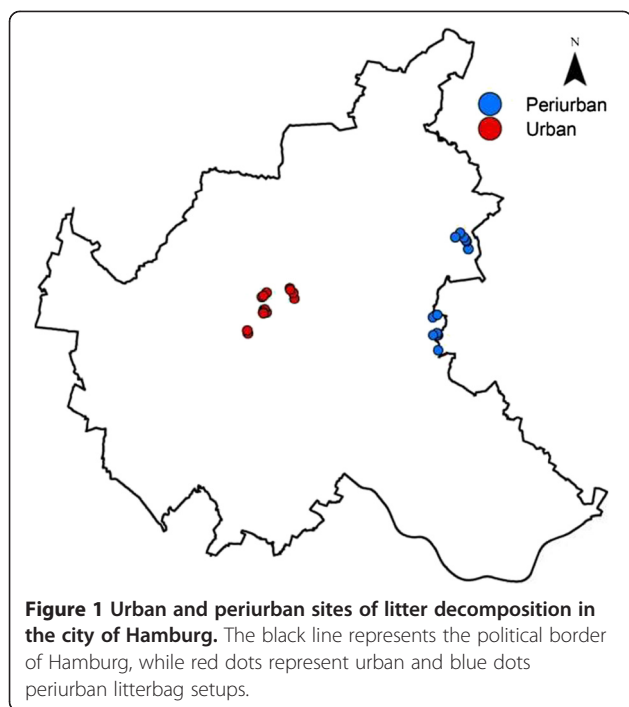 N
Periurban
Urban
Figure 1 Urban and periurban sites of litter decomposition in
the city of Hamburg. The black line represents the political border
of Hamburg, while red dots represent urban and blue dots
periurban litterbag setups.